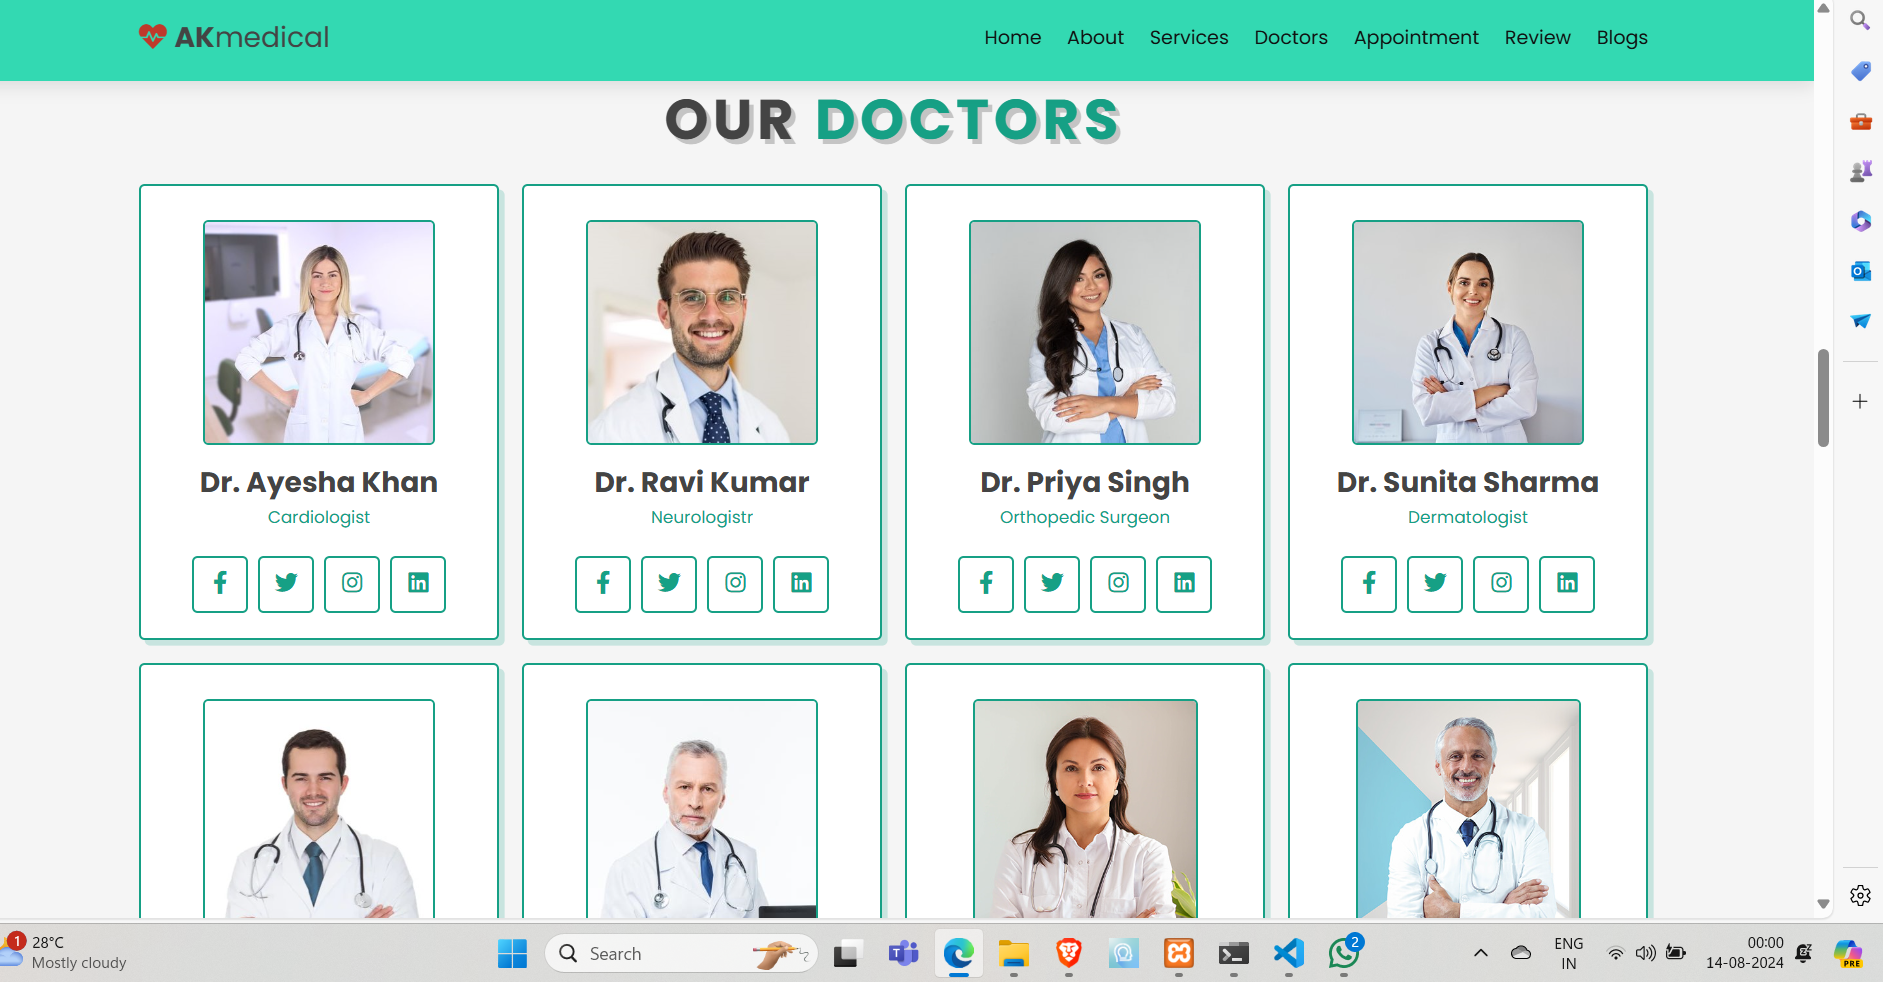 AKmedical
Home About Services Doctors Appointment Review Blogs
OUR DOCTORS
Dr. Ayesha Khan
Cardiologist
Dr. Ravi Kumar
Neurologistr
Dr. Priya Singh
Orthopedic Surgeon
Dr. Sunita Sharma
Dermatologist
1
28°C
Mostly cloudy
Search
2
ENG
IN
00:00
14-08-2024
PRE